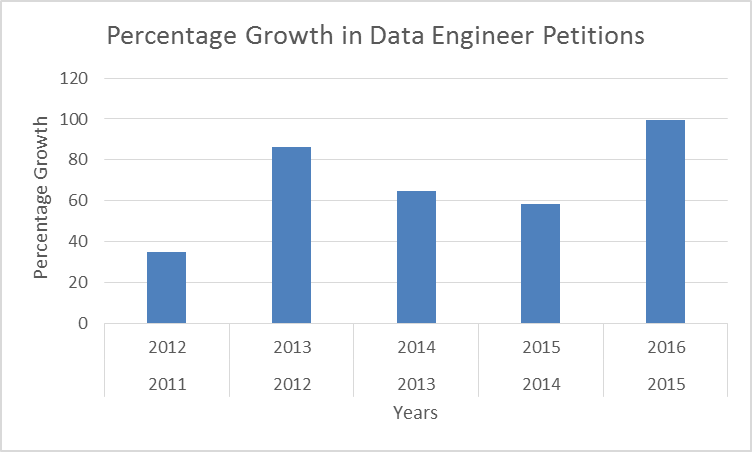 Percentage Growth in Data Engineer Petitions
Percentage Growth
120
100
80
60
40
20
0
2012 2013 2014 2015 2016
2011 2012 2013 2014 2015
Years